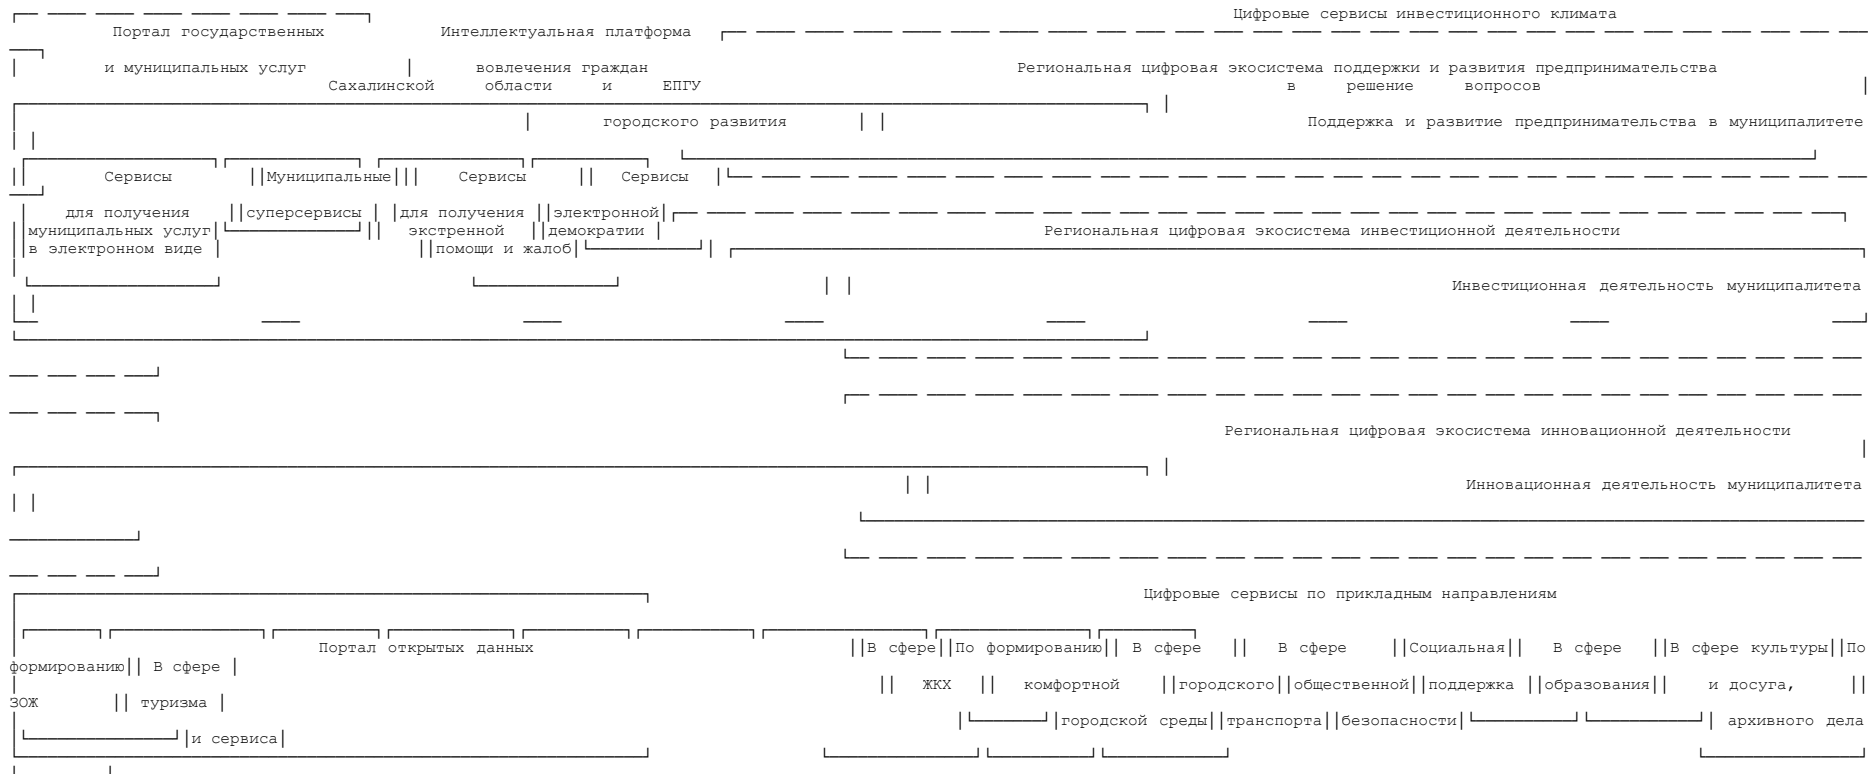 Цифровые сервисы инвестиционного климата
Портал государственных Интеллектуальная платформа
и муниципальных услуг вовлечения граждан Региональная цифровая экосистема поддержки и развития предпринимательства
Сахалинской области и ЕПГУ в решение вопросов
городского развития Поддержка и развитие предпринимательства в муниципалитете
Сервисы Муниципальные Сервисы Сервисы
для получения суперсервисы для получения электронной
муниципальных услуг экстренной демократии Региональная цифровая экосистема инвестиционной деятельности
в электронном виде помощи и жалоб
Инвестиционная деятельность муниципалитета
Региональная цифровая экосистема инновационной деятельности
Инновационная деятельность муниципалитета
Цифровые сервисы по прикладным направлениям
Портал открытых данных В сфере По формированию В сфере В сфере Социальная В сфере В сфере культуры По
формированию В сфере
ЖКХ комфортной городского общественной поддержка образования и досуга,
ЗОЖ туризма
городской среды транспорта безопасности архивного дела
и сервиса